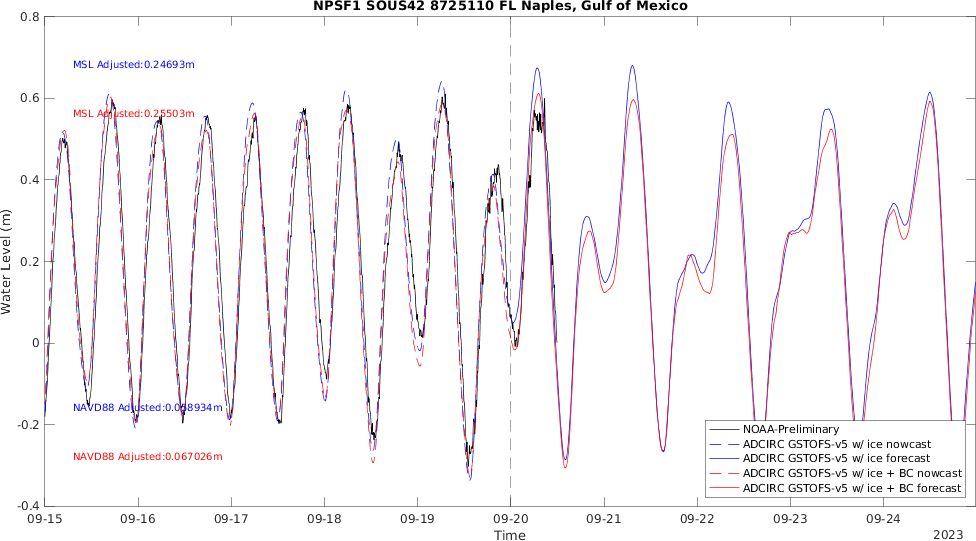 NPSF1 SOUS42 8725110 FL Naples, Gulf of Mexico
0.8
MSL Adjusted:0.24693m
0.6
MSL Adjusted:0.25503m
0.4
Water Level (m)
0.2
0
NAVD88 Adjusted:0.058934m
-0.2
NAVD88 Adjusted:0.067026m
-0.4
NOAA-Preliminary
ADCIRC GSTOFS-v5 w/ ice nowcast
ADCIRC GSTOFS-v5 w/ ice forecast
ADCIRC GSTOFS-v5 w/ ice + BC nowcast
ADCIRC GSTOFS-v5 w/ ice + BC forecast
09-15 09-16 09-17 09-18 09-19 09-20 09-21 09-22 09-23 09-24
Time
2023